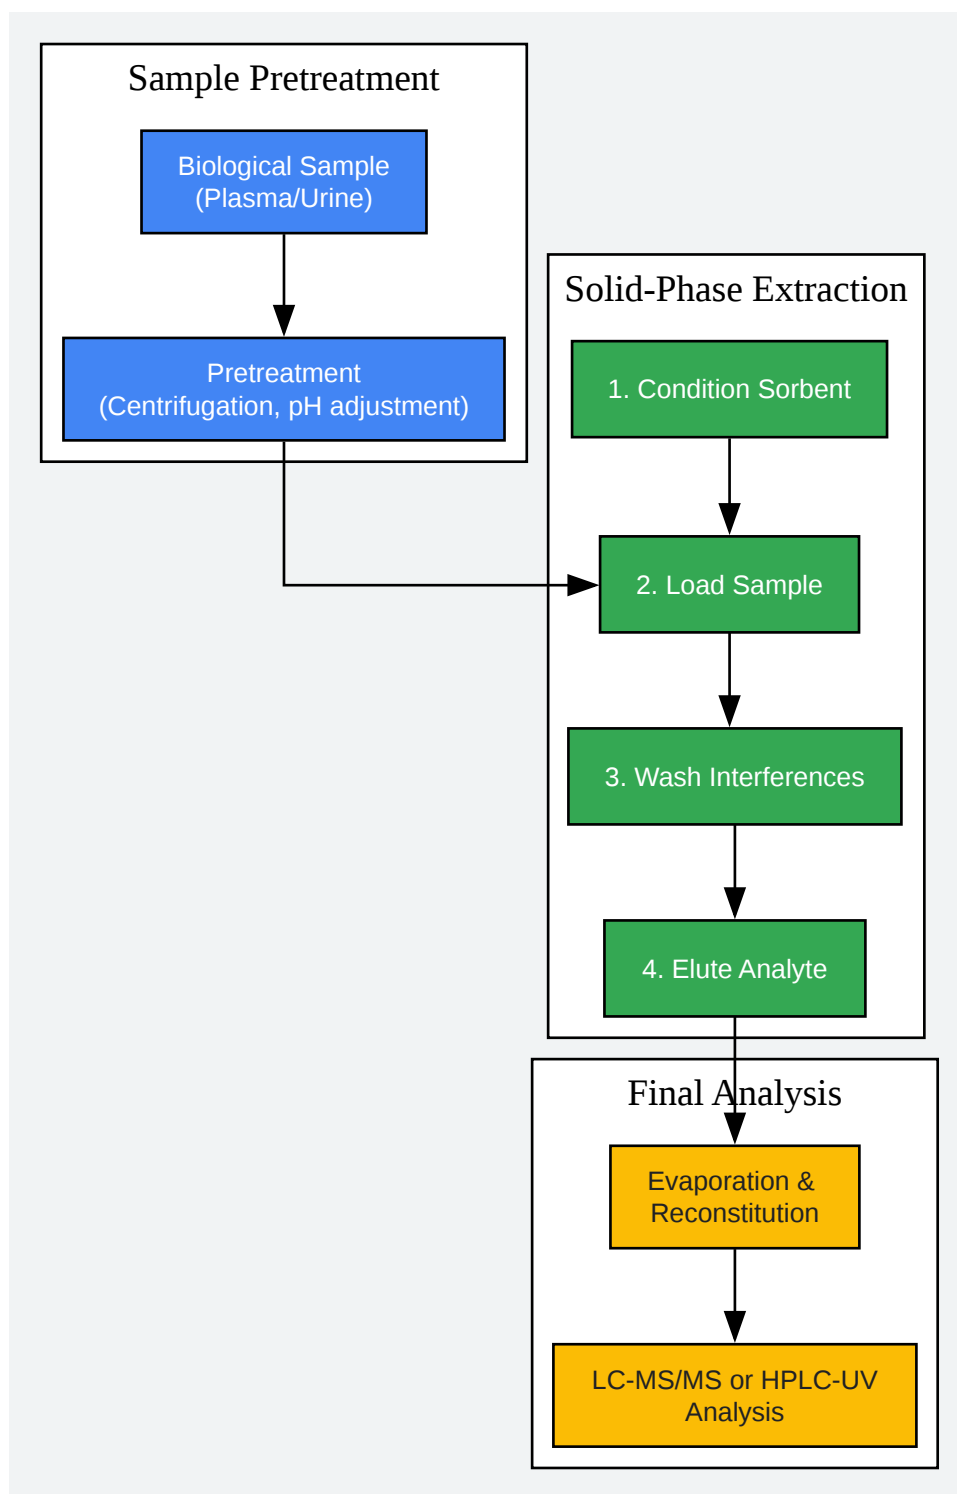 Sample Pretreatment
Biological Sample
(Plasma/Urine)
Pretreatment
(Centrifugation, pH adjustment)
Solid-Phase Extraction
1. Condition Sorbent
2. Load Sample
3. Wash Interferences
4. Elute Analyte
Final Analysis
Evaporation &
Reconstitution
LC-MS/MS or HPLC-UV
Analysis